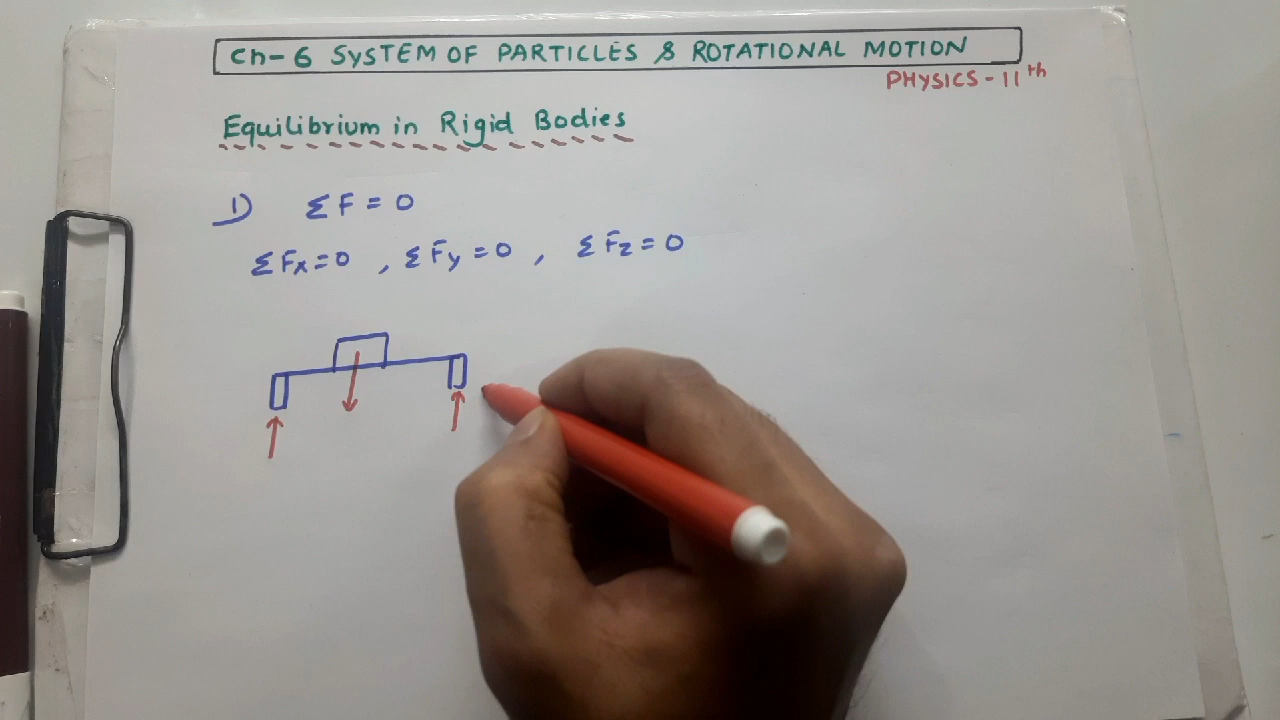 Ch-6 SYSTEM OF PARTICLES & ROTATIONAL MOTION
PHYSICS-11th
Equilibrium in Rigid Bodies
1) ΣF=0
ΣFx=0 , ΣFy=0 , ΣFz=0